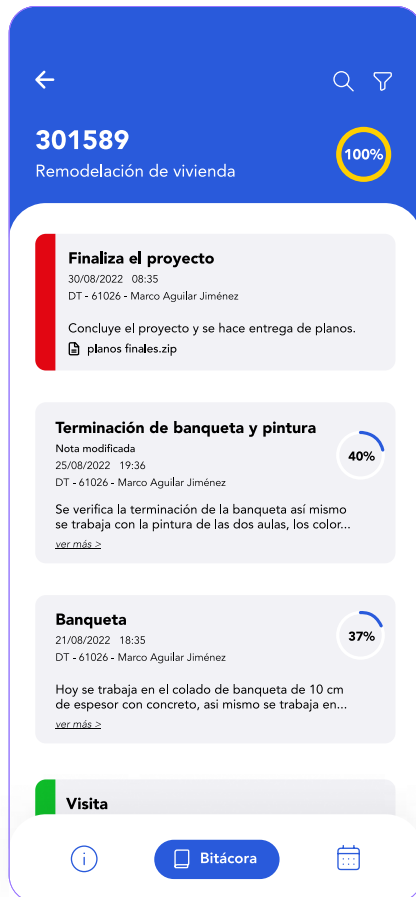 301589
Remodelación de vivienda
100%
Finaliza el proyecto
30/08/2022 08:35
DT - 61026 - Marco Aguilar Jiménez
Concluye el proyecto y se hace entrega de planos.
planos finales.zip
Terminación de banqueta y pintura
Nota modificada
25/08/2022 19:36
DT - 61026 - Marco Aguilar Jiménez
40%
Se verifica la terminación de la banqueta así mismo
se trabaja con la pintura de las dos aulas, los color...
ver más >
Banqueta
21/08/2022 18:35
DT - 61026 - Marco Aguilar Jiménez
37%
Hoy se trabaja en el colado de banqueta de 10 cm
de espesor con concreto, asi mismo se trabaja en...
ver más >
Visita
Bitácora